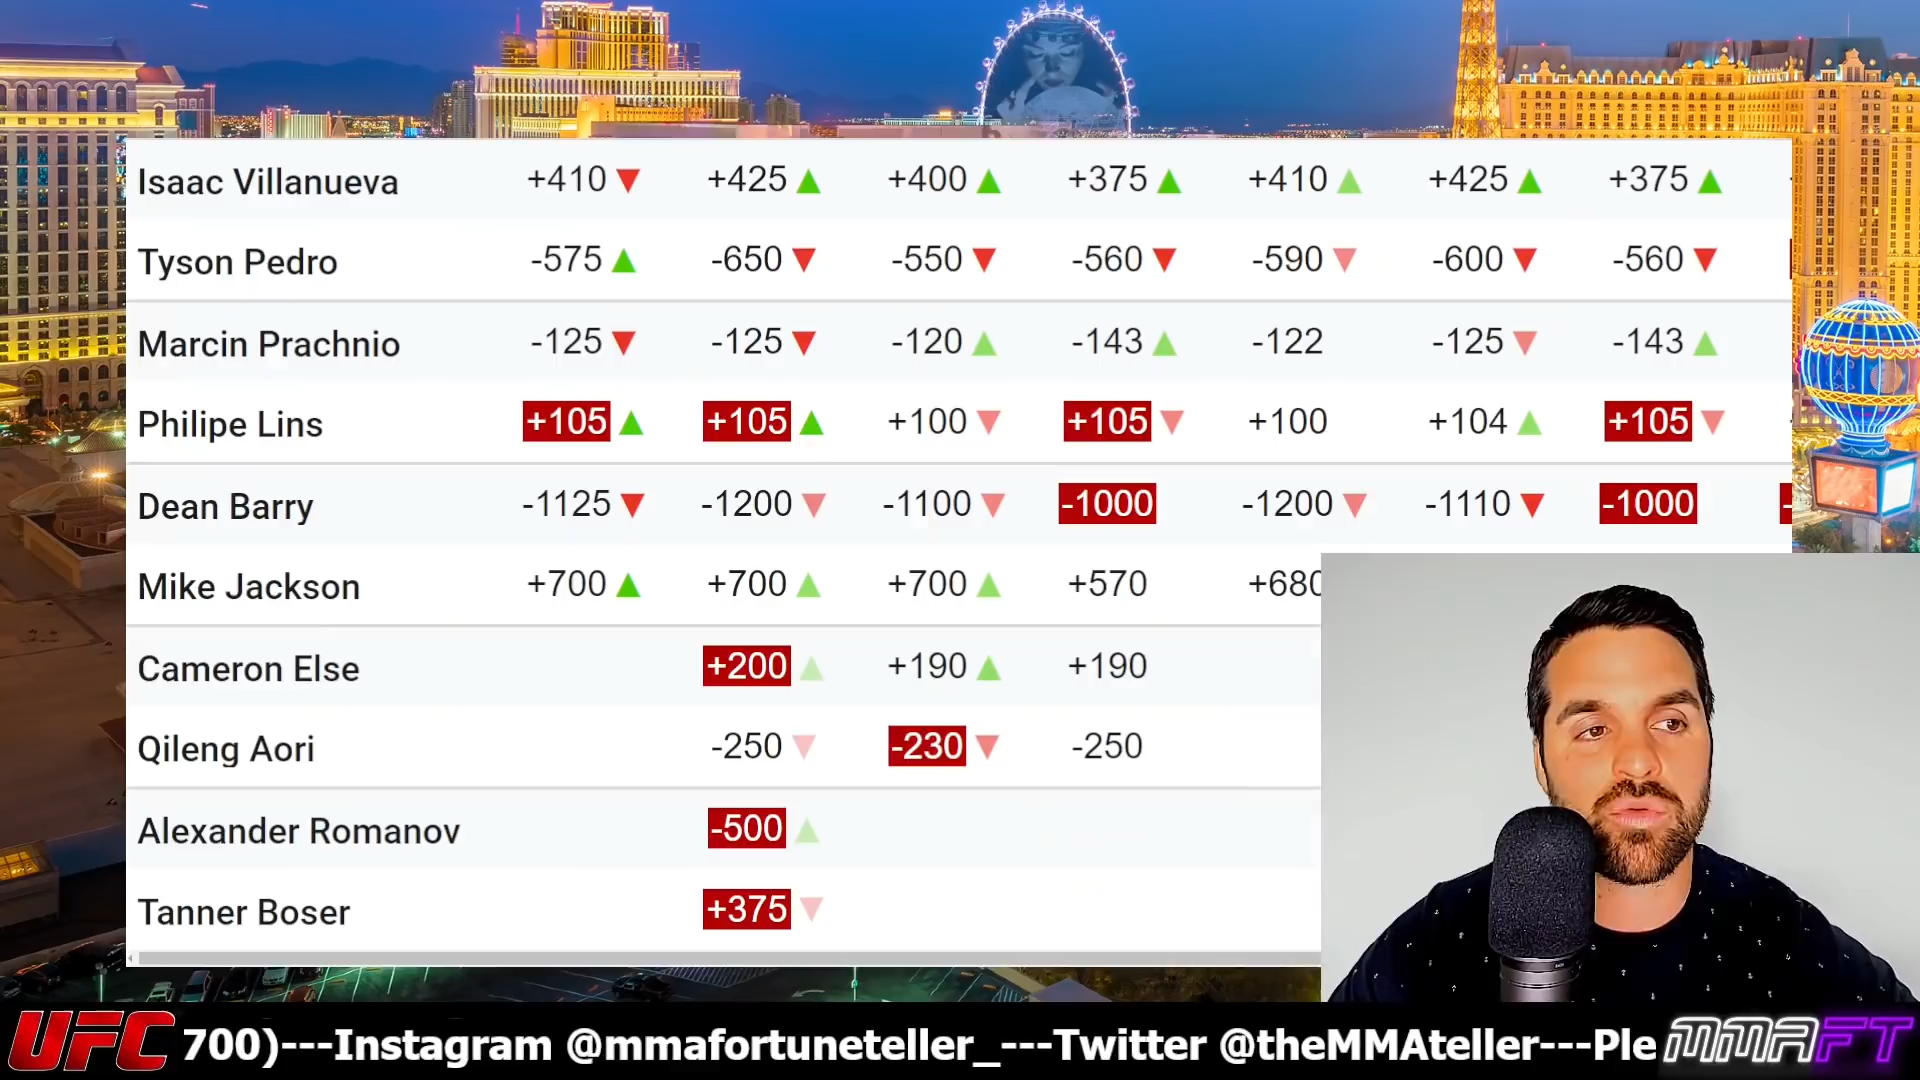 Isaac Villanueva +410 +425 +400 +375 +410 +425 +375
Tyson Pedro -575 -650 -550 -560 -590 -600 -560
Marcin Prachnio -125 -125 -120 -143 -122 -125 -143
Philipe Lins +105 +105 +100 +105 +100 +104 +105
Dean Barry -1125 -1200 -1100 -1000 -1200 -1110 -1000
Mike Jackson +700 +700 +700 +570 +680
Cameron Else +200 +190 +190
Qileng Aori -250 -230 -250
Alexander Romanov -500
Tanner Boser +375
UFC 700)---Instagram @mmafortuneteller_---Twitter @theMMAteller---Ple MMAFT